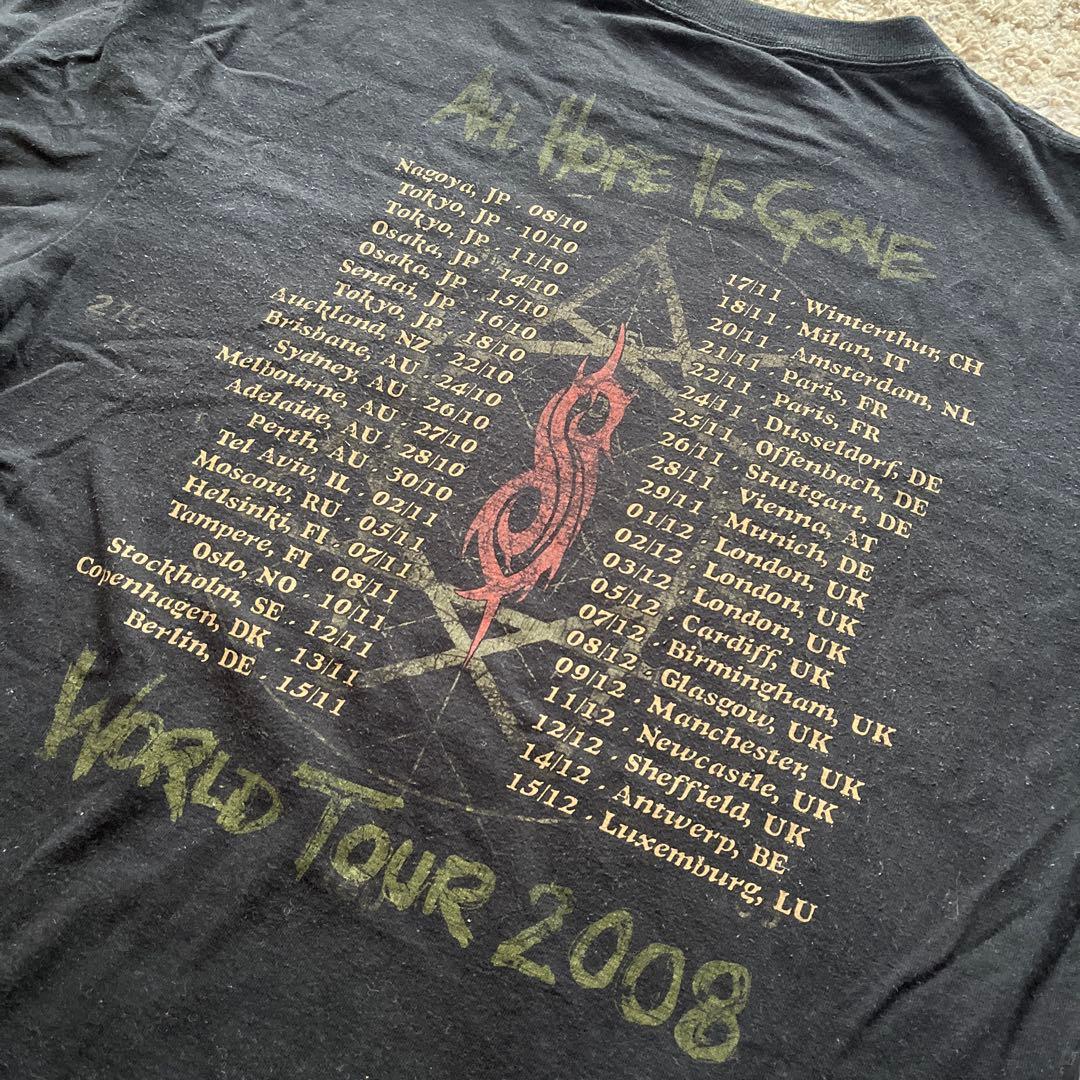 All Hope Is Gone
Nagoya, JP . 08/10
Tokyo, JP . 10/10
Tokyo, JP . 11/10
Osaka, JP . 14/10
Osaka, JP . 15/10
Sendai, JP . 16/10
Tokyo, JP . 18/10
Auckland, NZ . 22/10
Brisbane, AU . 24/10
Sydney, AU . 26/10
Melbourne, AU . 27/10
Adelaide, AU . 28/10
Perth, AU . 30/10
Tel Aviv, IL . 02/11
Moscow, RU . 05/11
Helsinki, FI . 07/11
Tampere, FI . 08/11
Oslo, NO . 10/11
Stockholm, SE . 12/11
Copenhagen, DK . 13/11
Berlin, DE . 15/11
17/11 . Winterthur, CH
18/11 . Milan, IT
20/11 . Amsterdam, NL
21/11 . Paris, FR
22/11 . Paris, FR
24/11 . Dusseldorf, DE
25/11 . Offenbach, DE
26/11 . Stuttgart, DE
28/11 . Vienna, AT
29/11 . Munich, DE
01/12 . London, UK
02/12 . London, UK
03/12 . London, UK
05/12 . Cardiff, UK
07/12 . Birmingham, UK
08/12 . Glasgow, UK
09/12 . Manchester, UK
11/12 . Newcastle, UK
12/12 . Sheffield, UK
14/12 . Antwerp, BE
15/12 . Luxemburg, LU
World Tour 2008